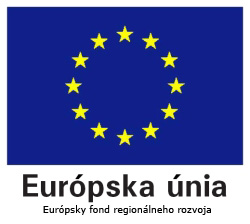 Európska únia
Európsky fond regionálneho rozvoja